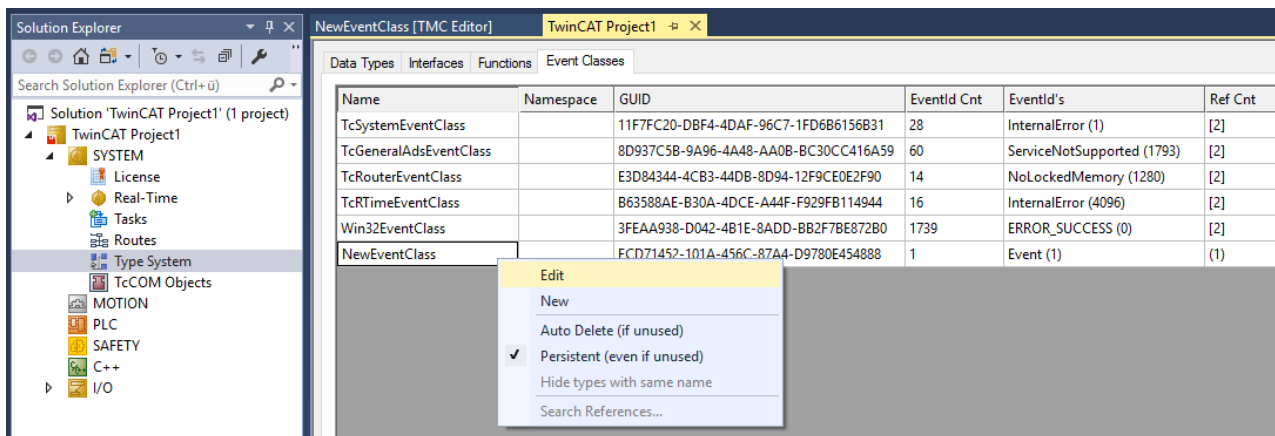 Solution Explorer
Search Solution Explorer (Ctrl+ü)
Solution 'TwinCAT Project1' (1 project)
TwinCAT Project1
SYSTEM
License
Real-Time
Tasks
Routes
Type System
TcCOM Objects
MOTION
PLC
SAFETY
C++
I/O
NewEventClass [TMC Editor] TwinCAT Project1
Data Types Interfaces Functions Event Classes
Name Namespace GUID EventId Cnt EventId's Ref Cnt
TcSystemEventClass 11F7FC20-DBF4-4DAF-96C7-1FD6B6156B31 28 InternalError (1) [2]
TcGeneralAdsEventClass 8D937C5B-9A96-4A48-AA0B-BC30CC416A59 60 ServiceNotSupported (1793) [2]
TcRouterEventClass E3D84344-4CB3-44DB-8D94-12F9CE0E2F90 14 NoLockedMemory (1280) [2]
TcRTimeEventClass B63588AE-B30A-4DCE-A44F-F929FB114944 16 InternalError (4096) [2]
Win32EventClass 3FEAA938-D042-4B1E-8ADD-BB2F7BE872B0 1739 ERROR_SUCCESS (0) [2]
NewEventClass ECD71452-101A-456C-87A4-D9780E454888 1 Event (1) (1)
Edit
New
Auto Delete (if unused)
Persistent (even if unused)
Hide types with same name
Search References...